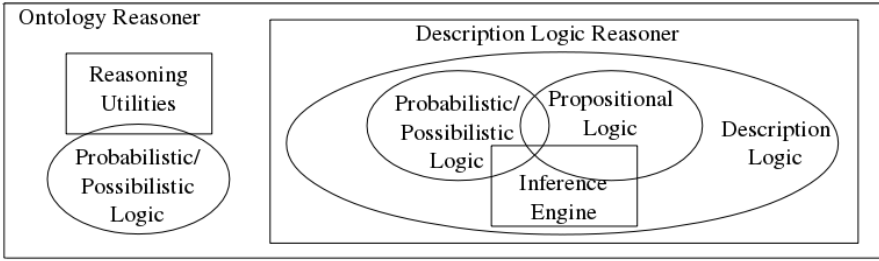 Ontology Reasoner
Reasoning
Utilities
Probabilistic/
Possibilistic
Logic
Description Logic Reasoner
Probabilistic/
Possibilistic
Logic
Propositional
Logic
Description
Logic
Inference
Engine